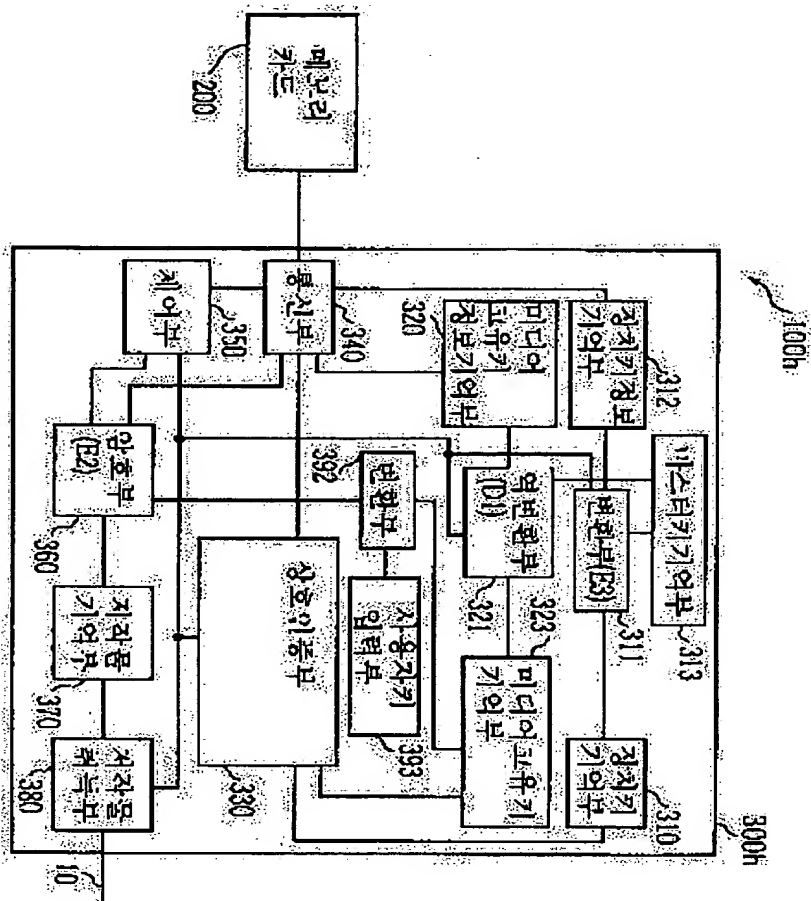 100h
300h
메모리
카드
200
장치키정보
기억부
312
마스터키기억부
313
변환부(E3)
311
장치키
기억부
310
미디어
고유키
정보기억부
320
역변환부
(D1)
321
미디어고유키
기억부
323
통신부
340
제어부
350
변환부
392
사용자키
입력부
393
상호인증부
330
암호부
(E2)
360
저작물
기억부
370
저작물
취득부
380
10